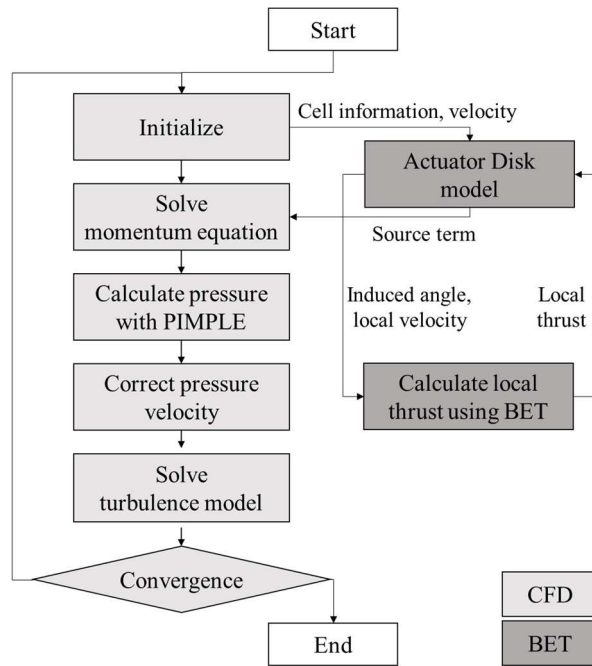 Start
Initialize
Cell information, velocity
Actuator Disk
model
Solve
momentum equation
Source term
Calculate pressure
with PIMPLE
Induced angle,
local velocity
Local
thrust
Correct pressure
velocity
Calculate local
thrust using BET
Solve
turbulence model
Convergence
End
CFD
BET